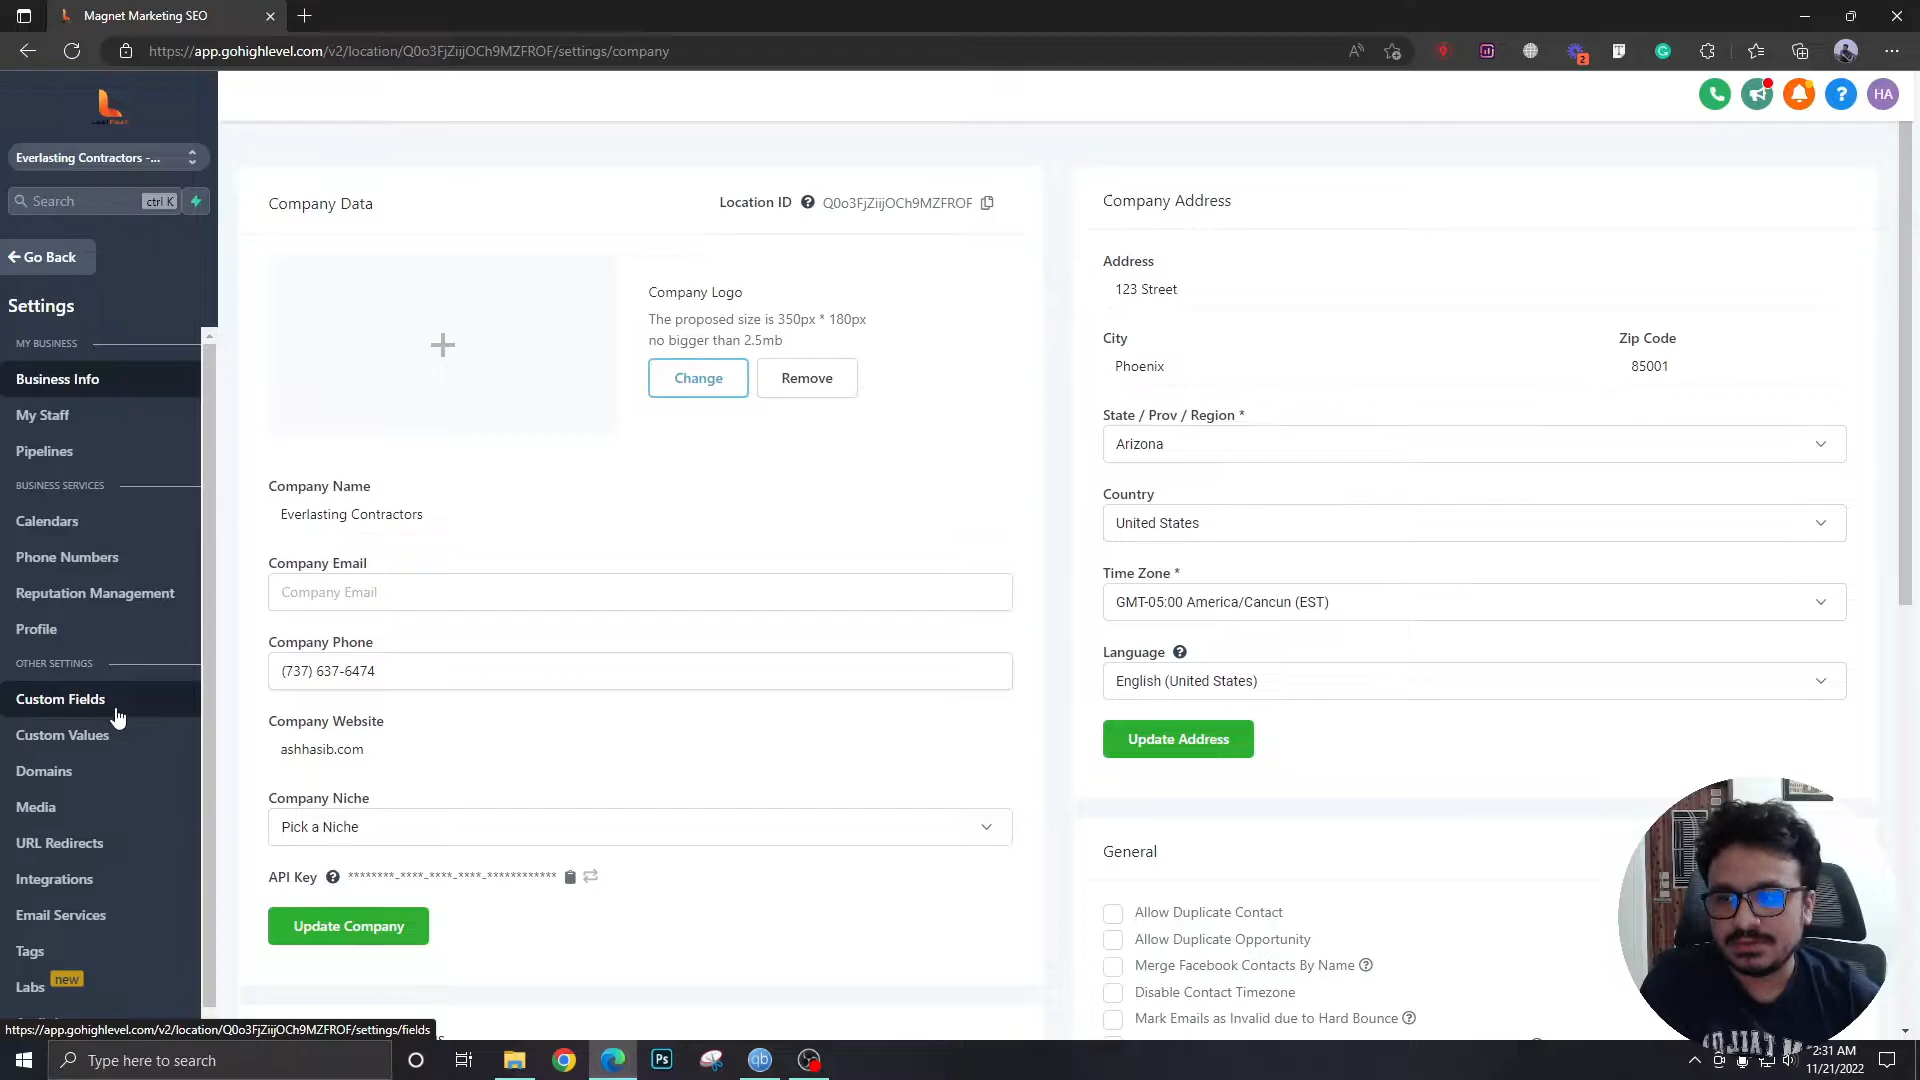 Magnet Marketing SEO
https://app.gohighlevel.com/v2/location/Q0o3FjZiijOCh9MZFROF/settings/company
2
HA
Everlasting Contractors -...
Search
ctrl K
Go Back
Settings
MY BUSINESS
Business Info
My Staff
Pipelines
BUSINESS SERVICES
Calendars
Phone Numbers
Reputation Management
Profile
OTHER SETTINGS
Custom Fields
Custom Values
Domains
Media
URL Redirects
Integrations
Email Services
Tags
Labs new
https://app.gohighlevel.com/v2/location/Q0o3FjZiijOCh9MZFROF/settings/fields
Company Data
Location ID Q0o3FjZiijOCh9MZFROF
Company Logo
The proposed size is 350px * 180px
no bigger than 2.5mb
Change Remove
Company Name
Everlasting Contractors
Company Email
Company Email
Company Phone
(737) 637-6474
Company Website
ashhasib.com
Company Niche
Pick a Niche
API Key ********-****-****-****-************
Update Company
Company Address
Address
123 Street
City Zip Code
Phoenix 85001
State / Prov / Region *
Arizona
Country
United States
Time Zone *
GMT-05:00 America/Cancun (EST)
Language
English (United States)
Update Address
General
Allow Duplicate Contact
Allow Duplicate Opportunity
Merge Facebook Contacts By Name
Disable Contact Timezone
Mark Emails as Invalid due to Hard Bounce
Type here to search
Ps
qb
2:31 AM
11/21/2022